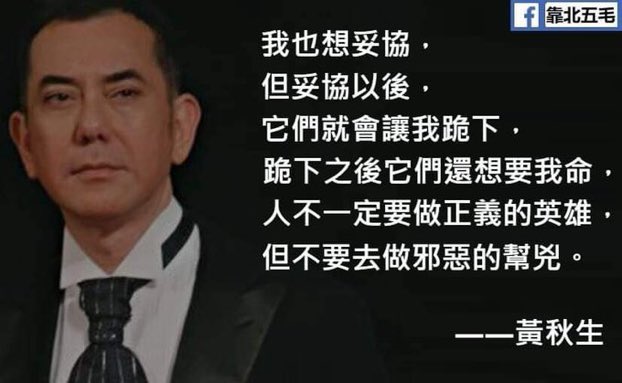 f 靠北五毛
我也想妥協，
但妥協以後，
它們就會讓我跪下，
跪下之後它們還想要我命，
人不一定要做正義的英雄，
但不要去做邪惡的幫兇。
——黃秋生